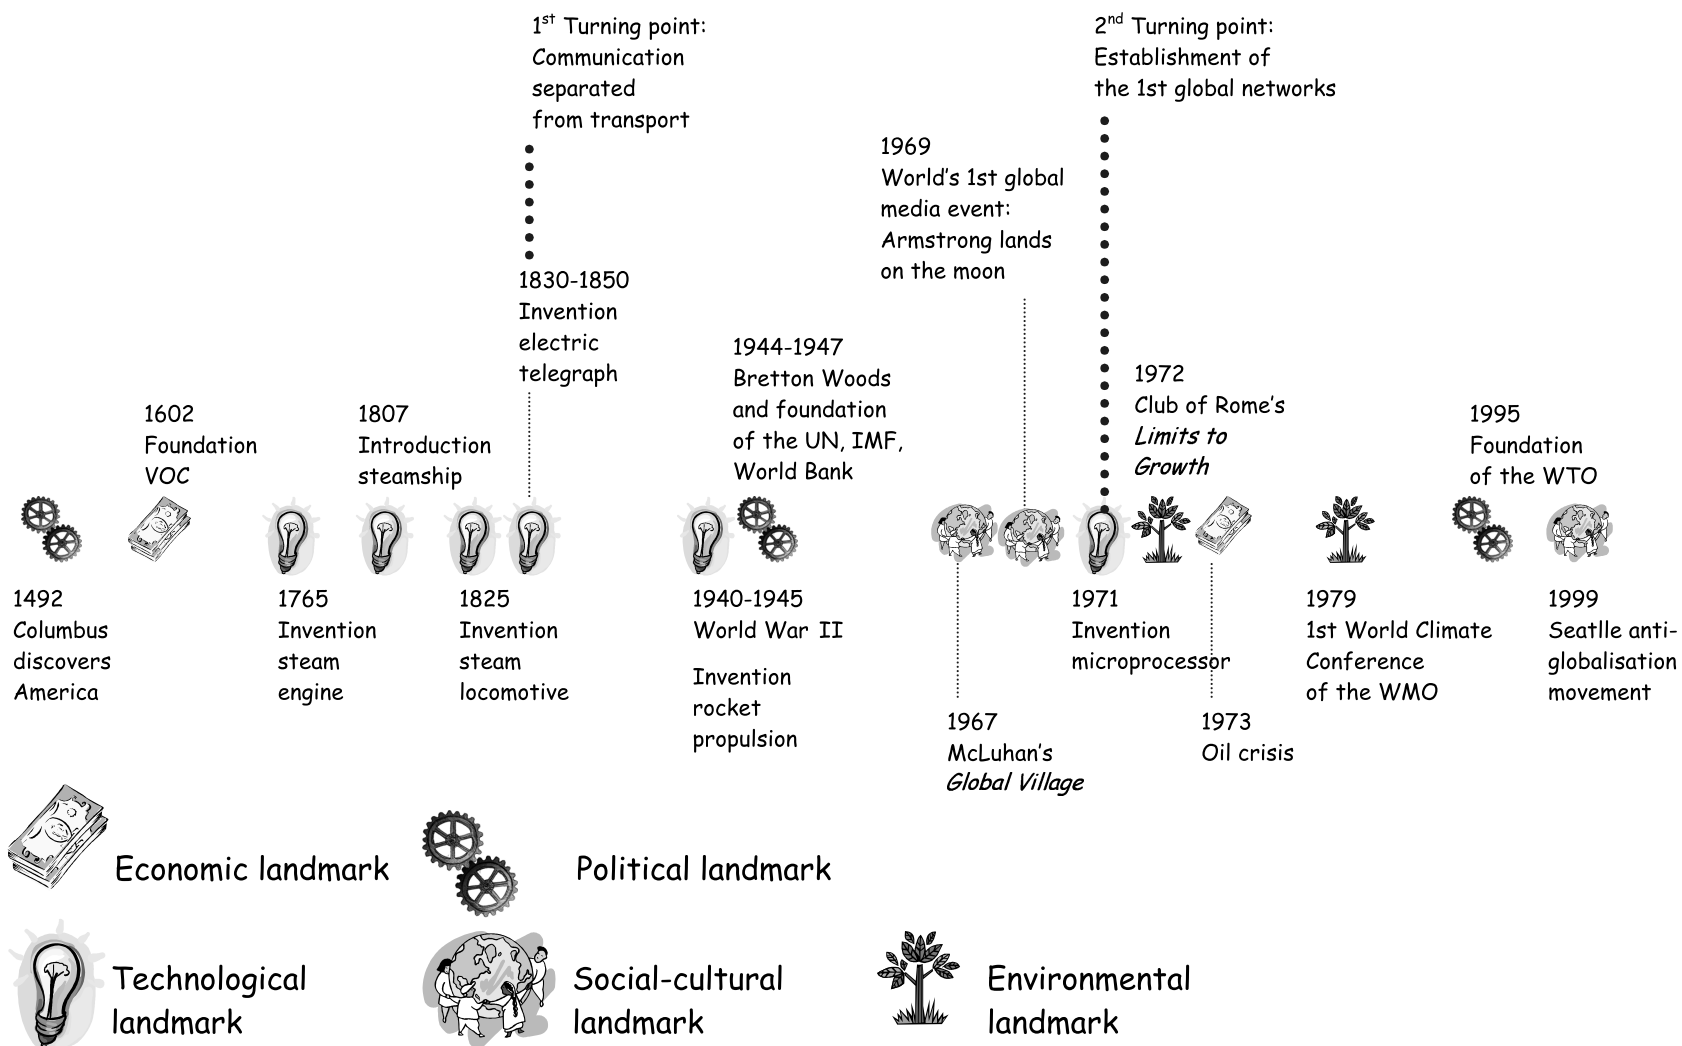 1st Turning point:
Communication
separated
from transport
2nd Turning point:
Establishment of
the 1st global networks
1969
World's 1st global
media event:
Armstrong lands
on the moon
1830-1850
Invention
electric
telegraph
1944-1947
Bretton Woods
and foundation
of the UN, IMF,
World Bank
1972
Club of Rome's
Limits to
Growth
1602
Foundation
VOC
1807
Introduction
steamship
1995
Foundation
of the WTO
1492
Columbus
discovers
America
1765
Invention
steam
engine
1825
Invention
steam
locomotive
1940-1945
World War II
Invention
rocket
propulsion
1967
McLuhan's
Global Village
1971
Invention
microprocessor
1973
Oil crisis
1979
1st World Climate
Conference
of the WMO
1999
Seatlle anti-
globalisation
movement
Economic landmark
Political landmark
Technological
landmark
Social-cultural
landmark
Environmental
landmark